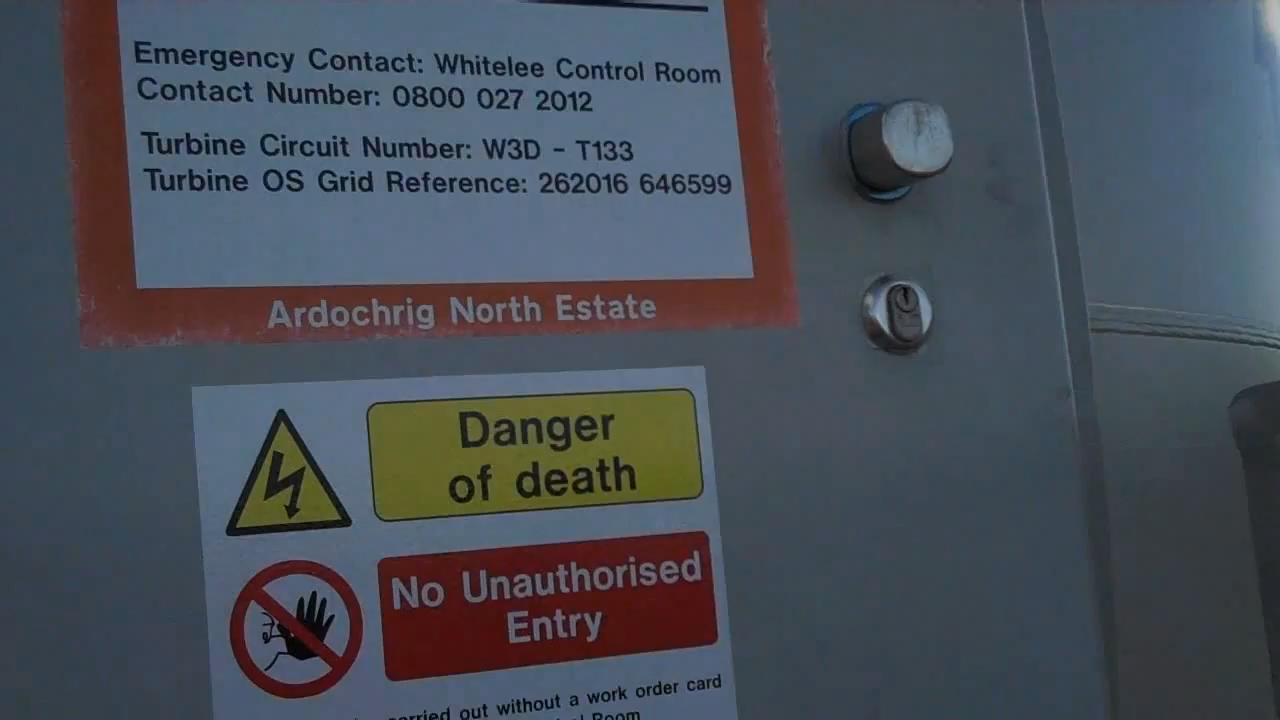 Emergency Contact: Whitelee Control Room
Contact Number: 0800 027 2012
Turbine Circuit Number: W3D - T133
Turbine OS Grid Reference: 262016 646599
Ardochrig North Estate
Danger
of death
No Unauthorised
Entry
out without a work order card
Room